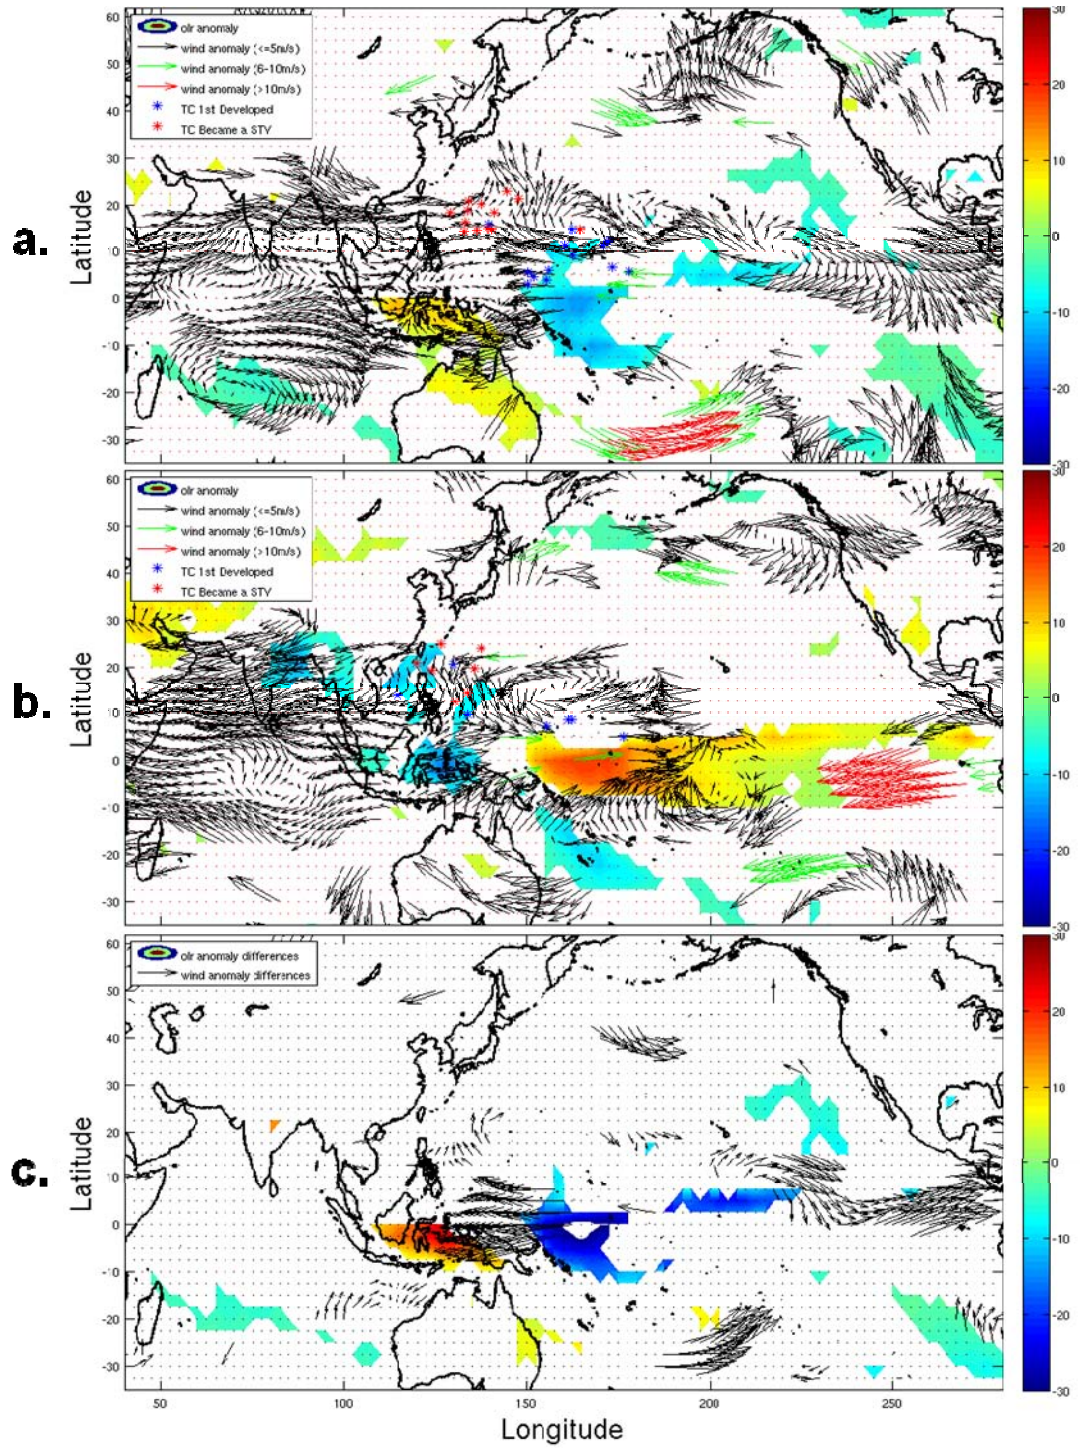 a.
Latitude
60
50
40
30
20
10
0
-10
-20
-30
olr anomaly
wind anomaly (<=5m/s)
wind anomaly (6-10m/s)
wind anomaly (>10m/s)
TC 1st Developed
TC Became a STY
30
20
10
0
-10
-20
-30
b.
Latitude
60
50
40
30
20
10
0
-10
-20
-30
olr anomaly
wind anomaly (<=5m/s)
wind anomaly (6-10m/s)
wind anomaly (>10m/s)
TC 1st Developed
TC Became a STY
30
20
10
0
-10
-20
-30
c.
Latitude
60
50
40
30
20
10
0
-10
-20
-30
olr anomaly differences
wind anomaly differences
30
20
10
0
-10
-20
-30
50
100
150
200
250
Longitude